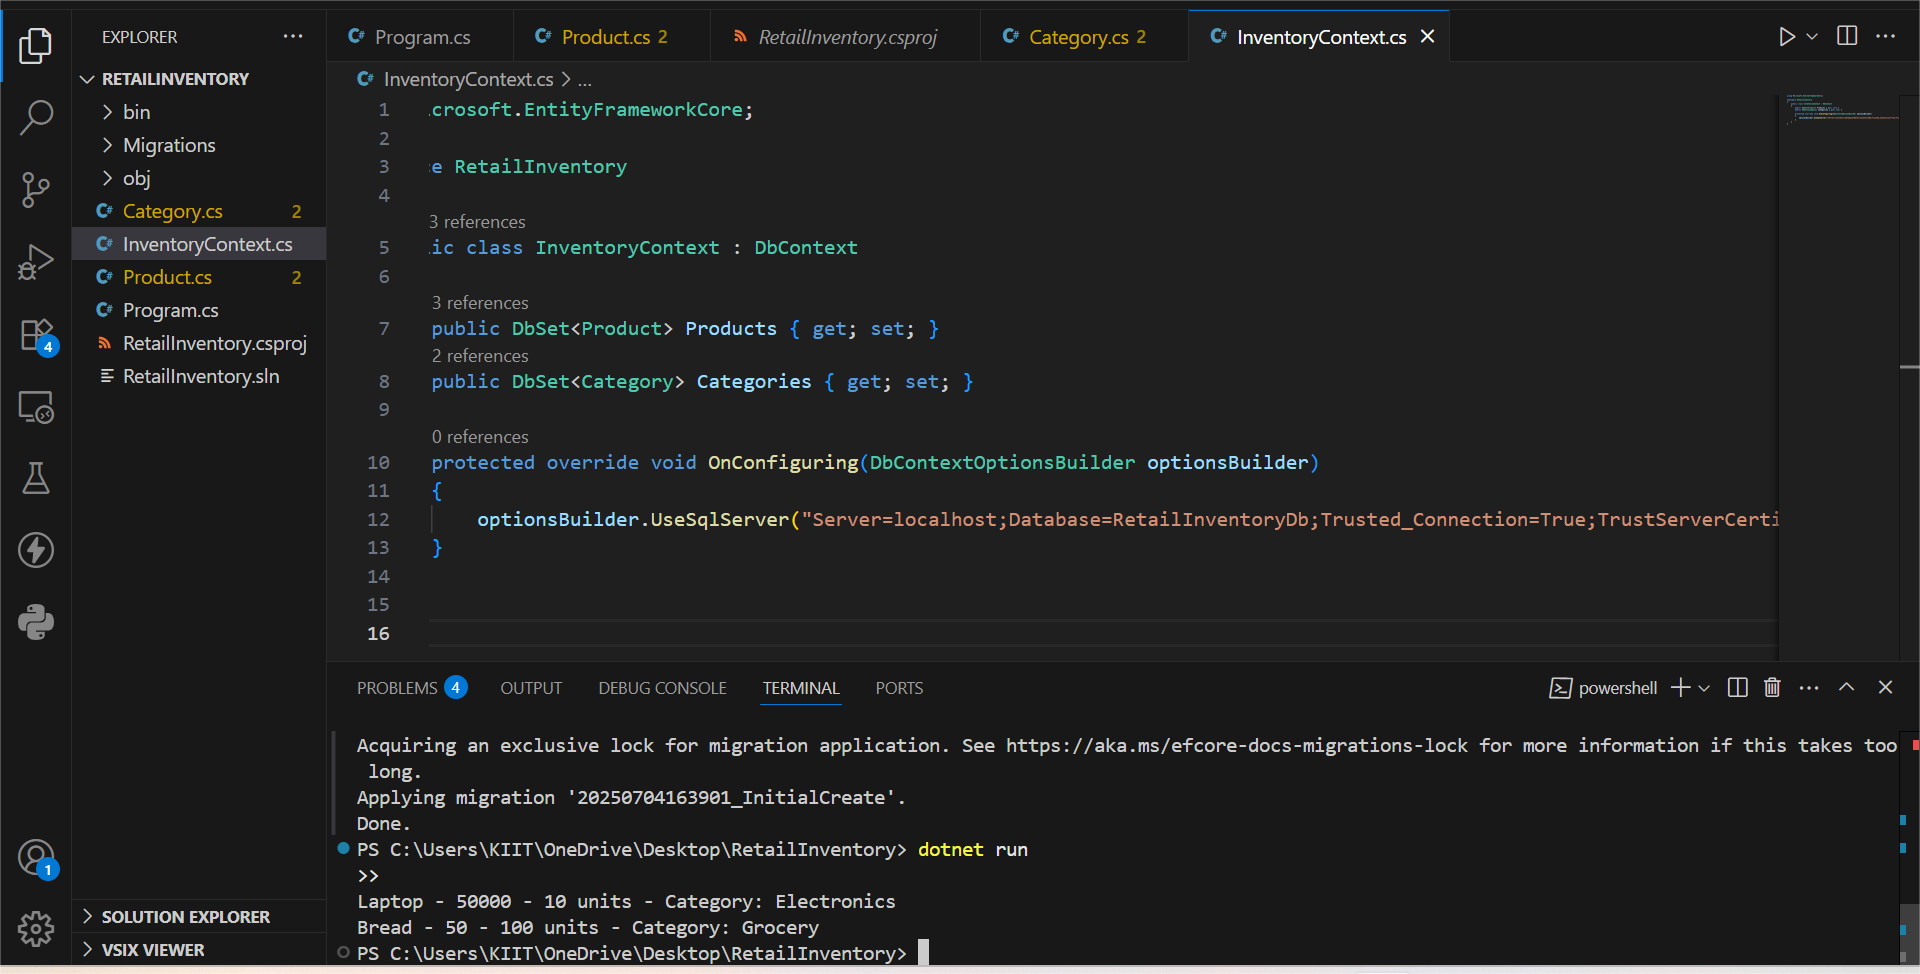 EXPLORER
RETAILINVENTORY
bin
Migrations
obj
Category.cs 2
InventoryContext.cs
Product.cs 2
Program.cs
RetailInventory.csproj
RetailInventory.sln
SOLUTION EXPLORER
VSIX VIEWER
4
1
Program.cs Product.cs 2 RetailInventory.csproj Category.cs 2 InventoryContext.cs
InventoryContext.cs > ...
1 crosoft.EntityFrameworkCore;
2
3 e RetailInventory
4
3 references
5 ic class InventoryContext : DbContext
6
3 references
7 public DbSet<Product> Products { get; set; }
2 references
8 public DbSet<Category> Categories { get; set; }
9
0 references
10 protected override void OnConfiguring(DbContextOptionsBuilder optionsBuilder)
11 {
12 optionsBuilder.UseSqlServer("Server=localhost;Database=RetailInventoryDb;Trusted_Connection=True;TrustServerCerti
13 }
14
15
16
PROBLEMS 4 OUTPUT DEBUG CONSOLE TERMINAL PORTS powershell
Acquiring an exclusive lock for migration application. See https://aka.ms/efcore-docs-migrations-lock for more information if this takes too
long.
Applying migration '20250704163901_InitialCreate'.
Done.
PS C:\Users\KIIT\OneDrive\Desktop\RetailInventory> dotnet run
>>
Laptop - 50000 - 10 units - Category: Electronics
Bread - 50 - 100 units - Category: Grocery
PS C:\Users\KIIT\OneDrive\Desktop\RetailInventory>